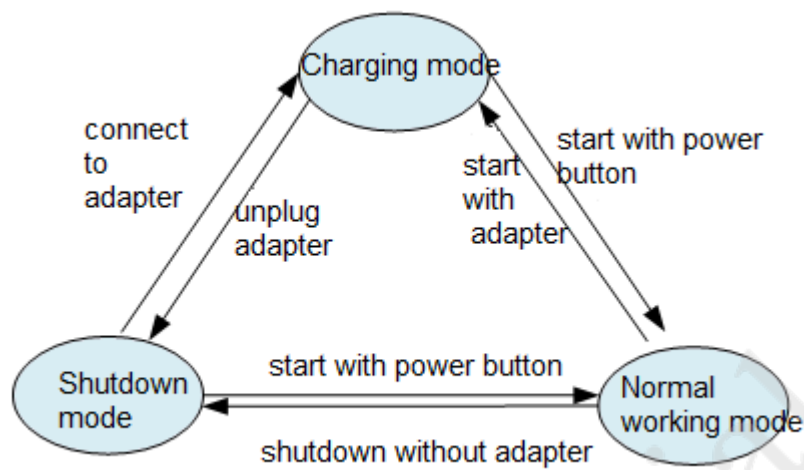 Charging mode
connect
to
adapter
unplug
adapter
start
with
adapter
start with power
button
Shutdown
mode
start with power button
shutdown without adapter
Normal
working mode